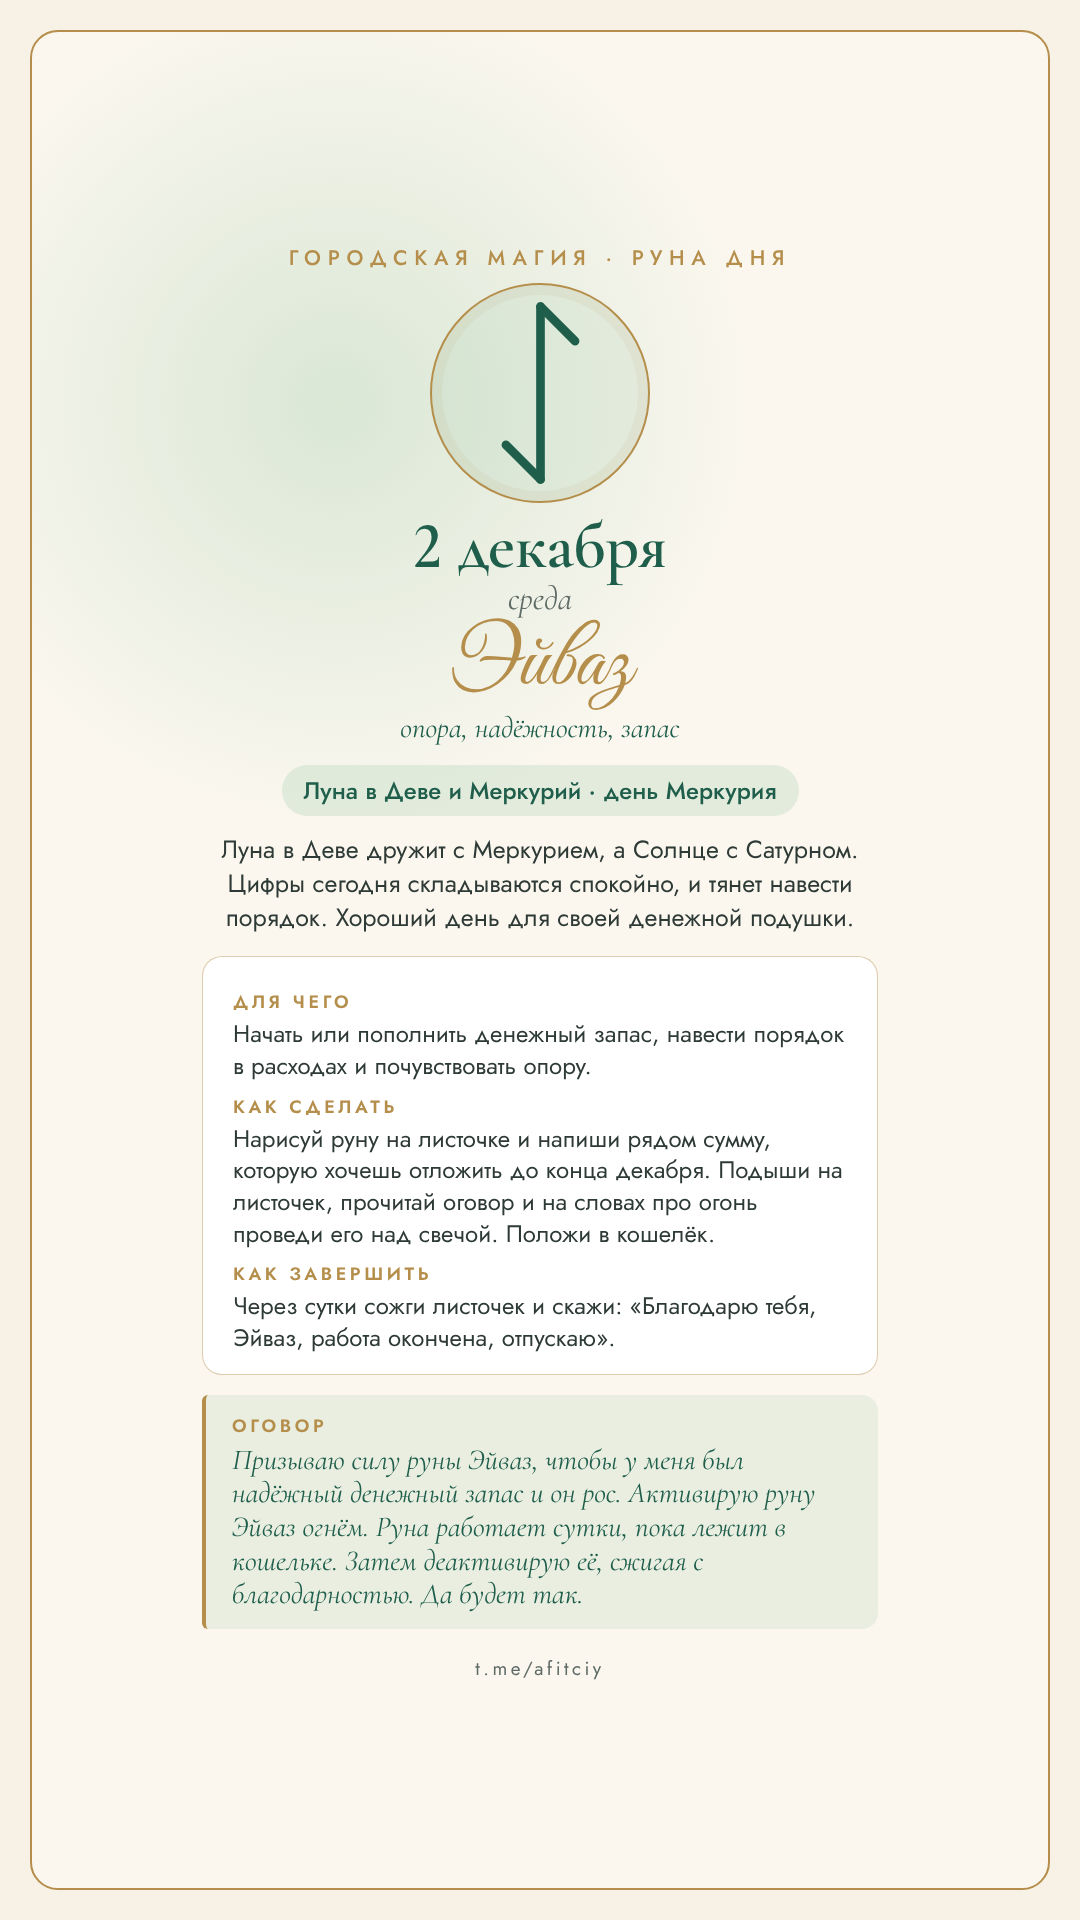 ГОРОДСКАЯ МАГИЯ · РУНА ДНЯ
2 декабря
среда
Эйваз
опора, надёжность, запас
Луна в Деве и Меркурий · день Меркурия
Луна в Деве дружит с Меркурием, а Солнце с Сатурном.
Цифры сегодня складываются спокойно, и тянет навести
порядок. Хороший день для своей денежной подушки.
ДЛЯ ЧЕГО
Начать или пополнить денежный запас, навести порядок
в расходах и почувствовать опору.
КАК СДЕЛАТЬ
Нарисуй руну на листочке и напиши рядом сумму,
которую хочешь отложить до конца декабря. Подыши на
листочек, прочитай оговор и на словах про огонь
проведи его над свечой. Положи в кошелёк.
КАК ЗАВЕРШИТЬ
Через сутки сожги листочек и скажи: «Благодарю тебя,
Эйваз, работа окончена, отпускаю».
ОГОВОР
Призываю силу руны Эйваз, чтобы у меня был
надёжный денежный запас и он рос. Активирую руну
Эйваз огнём. Руна работает сутки, пока лежит в
кошельке. Затем деактивирую её, сжигая с
благодарностью. Да будет так.
t.me/afitciy